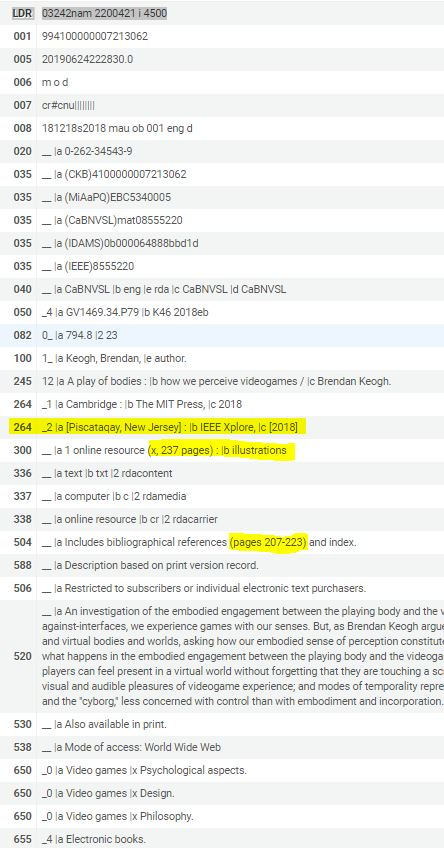 LDR 03242nam 2200421 i 4500
001 994100000007213062
005 20190624222830.0
006 m o d
007 cr#cnu||||||||
008 181218s2018 mau ob 001 eng d
020 __ |a 0-262-34543-9
035 __ |a (CKB)4100000007213062
035 __ |a (MiAaPQ)EBC5340005
035 __ |a (CaBNVSL)mat08555220
035 __ |a (IDAMS)0b000064888bbd1d
035 __ |a (IEEE)8555220
040 __ |a CaBNVSL |b eng |e rda |c CaBNVSL |d CaBNVSL
050 _4 |a GV1469.34.P79 |b K46 2018eb
082 0_ |a 794.8 |2 23
100 1_ |a Keogh, Brendan, |e author.
245 12 |a A play of bodies : |b how we perceive videogames / |c Brendan Keogh.
264 _1 |a Cambridge : |b The MIT Press, |c 2018
264 _2 |a [Piscataqay, New Jersey] : |b IEEE Xplore, |c [2018]
300 __ |a 1 online resource (x, 237 pages) : |b illustrations
336 __ |a text |b txt |2 rdacontent
337 __ |a computer |b c |2 rdamedia
338 __ |a online resource |b cr |2 rdacarrier
504 __ |a Includes bibliographical references (pages 207-223) and index.
588 __ |a Description based on print version record.
506 __ |a Restricted to subscribers or individual electronic text purchasers.
520 __ |a An investigation of the embodied engagement between the playing body and the v
against-interfaces, we experience games with our senses. But, as Brendan Keogh argue
and virtual bodies and worlds, asking how our embodied sense of perception constitute
what happens in the embodied engagement between the playing body and the videoga
players can feel present in a virtual world without forgetting that they are touching a sc
visual and audible pleasures of videogame experience; and modes of temporality repre
and the "cyborg," less concerned with control than with embodiment and incorporation.
530 __ |a Also available in print.
538 __ |a Mode of access: World Wide Web
650 _0 |a Video games |x Psychological aspects.
650 _0 |a Video games |x Design.
650 _0 |a Video games |x Philosophy.
655 _4 |a Electronic books.